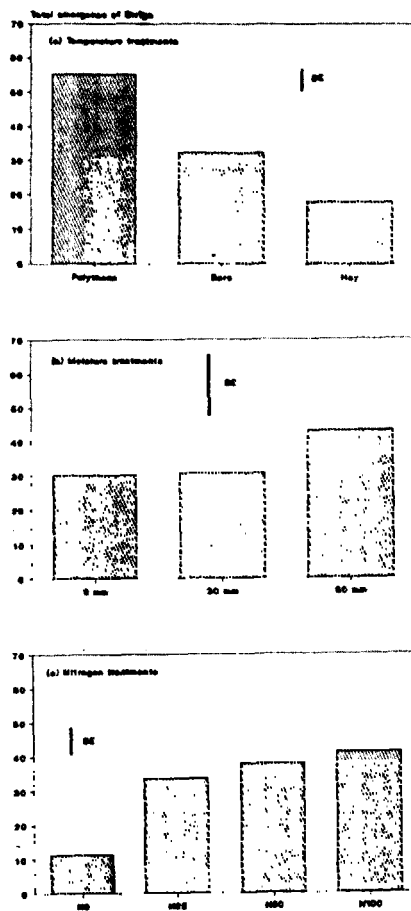 Total emergence of Striga
70
(a) Temperature treatments
60
SE
50
40
30
20
10
0
Polythene Bare Hay
70
(b) Moisture treatments
60
SE
50
40
30
20
10
0
0 mm 30 mm 60 mm
70
(c) Nitrogen treatments
60
50
SE
40
30
20
10
0
N0 N100